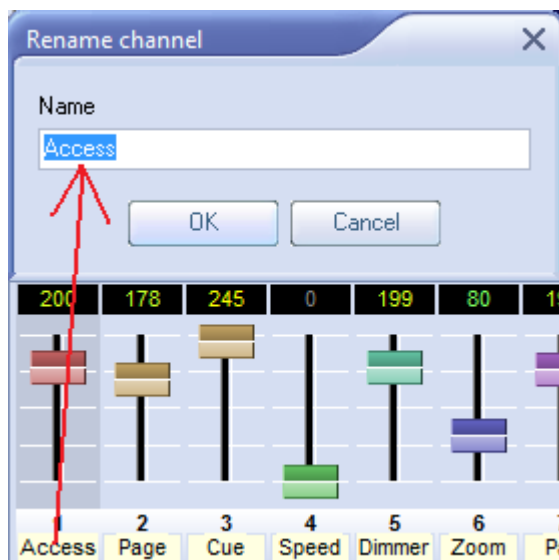 Rename channel
Name
Access
OK Cancel
200 178 245 0 199 80
1 2 3 4 5 6
Access Page Cue Speed Dimmer Zoom